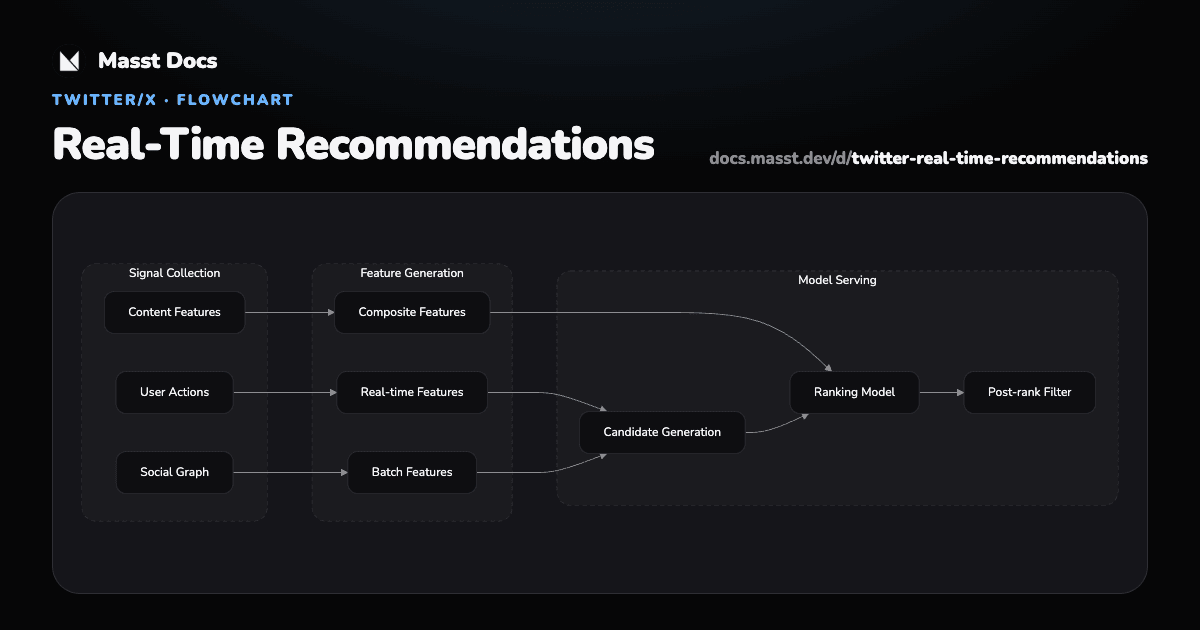 Masst Docs
TWITTER/X · FLOWCHART
Real-Time Recommendations
docs.masst.dev/d/twitter-real-time-recommendations
Signal Collection
Content Features
User Actions
Social Graph
Feature Generation
Composite Features
Real-time Features
Batch Features
Model Serving
Candidate Generation
Ranking Model
Post-rank Filter